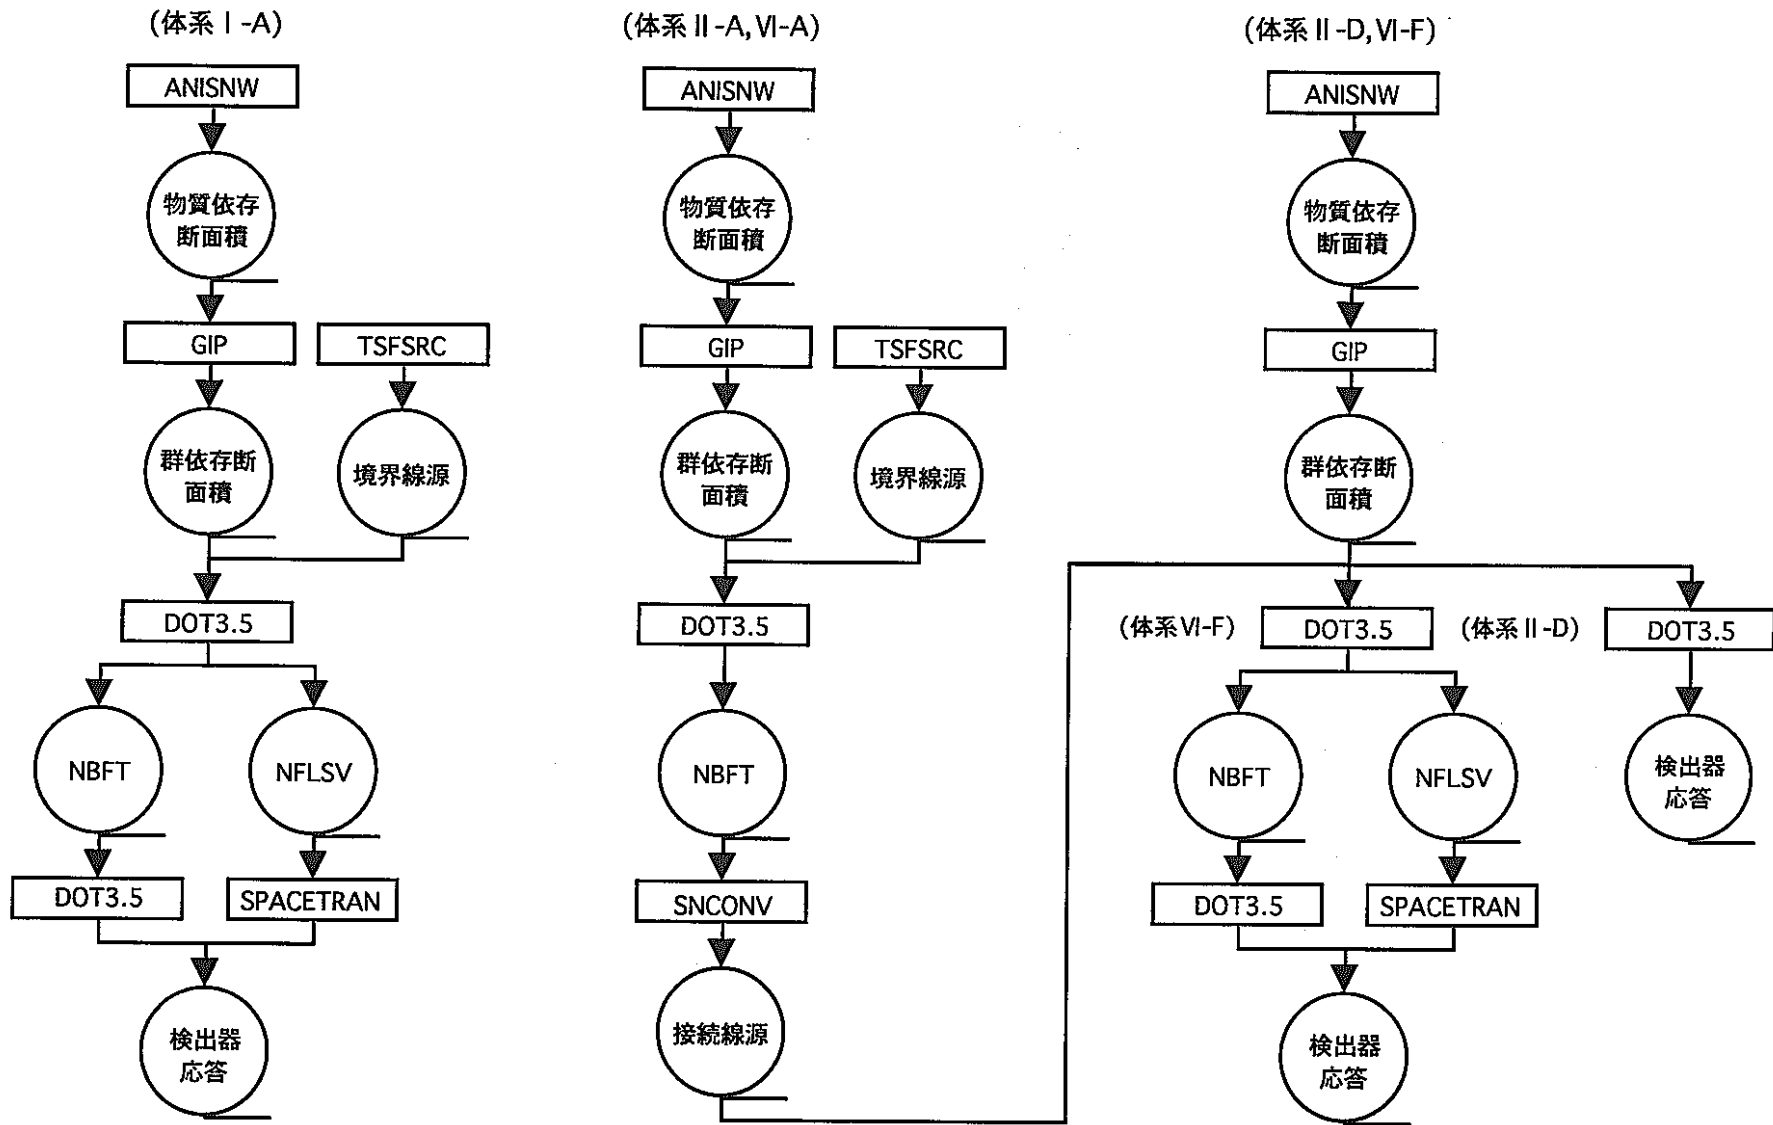 (体系Ⅰ-A)
ANISNW
物質依存
断面積
GIP
TSFSRC
群依存断
面積
境界線源
DOT3.5
NBFT
NFLSV
DOT3.5
SPACETRAN
検出器
応答
(体系Ⅱ-A,Ⅵ-A)
ANISNW
物質依存
断面積
GIP
TSFSRC
群依存断
面積
境界線源
DOT3.5
NBFT
SNCONV
接続線源
(体系Ⅱ-D,Ⅵ-F)
ANISNW
物質依存
断面積
GIP
群依存断
面積
(体系Ⅵ-F)
DOT3.5
(体系Ⅱ-D)
DOT3.5
NBFT
NFLSV
検出器
応答
DOT3.5
SPACETRAN
検出器
応答